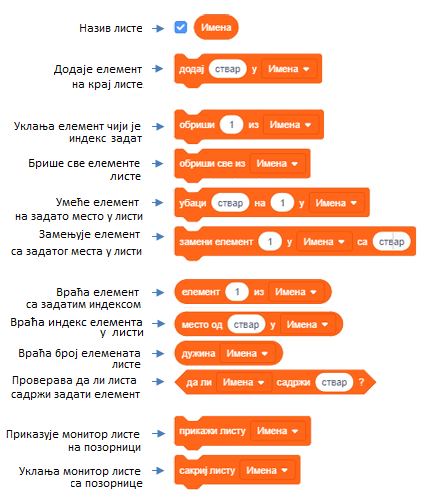 Назив листе
Имена
Додаје елемент
на крај листе
додај ствар у Имена
Уклања елемент чији је
индекс задат
обриши 1 из Имена
Брише све елементе
листе
обриши све из Имена
Умеће елемент
на задато место у листи
убаци ствар на 1 у Имена
Замењује елемент
са задатог места у листи
замени елемент 1 у Имена са ствар
Враћа елемент
са задатим индексом
елемент 1 из Имена
Враћа индекс елемента
у листи
место од ствар у Имена
Враћа број елемената
листе
дужина Имена
Проверава да ли листа
садржи задати елемент
да ли Имена садржи ствар ?
Приказује монитор листе
на позорници
прикажи листу Имена
Уклања монитор листе
са позорнице
сакриј листу Имена